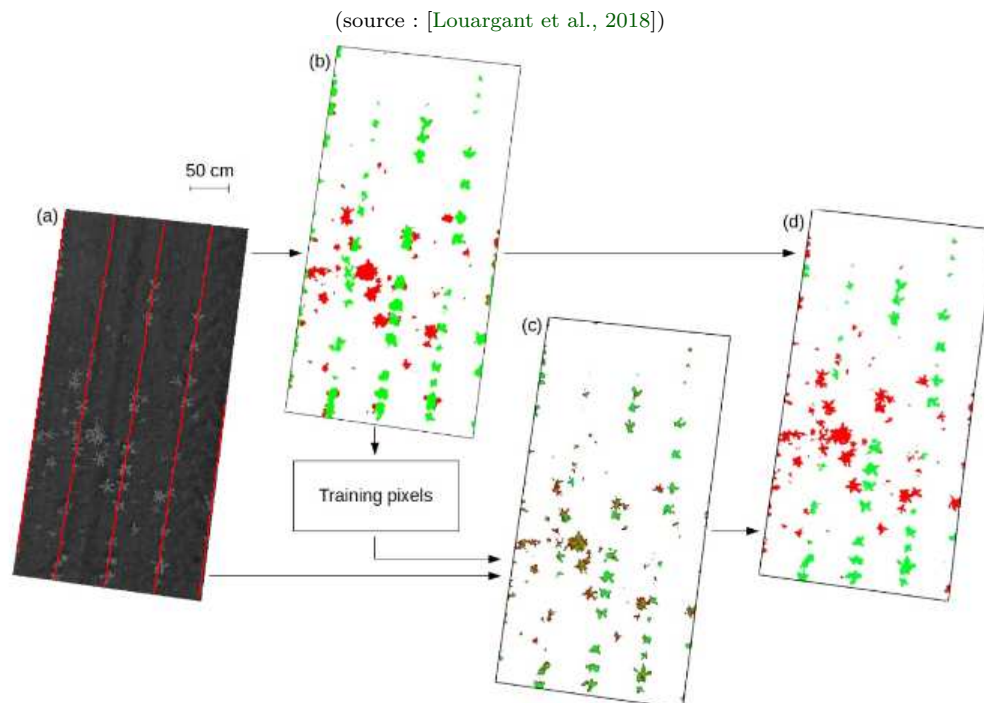 (source : [Louargant et al., 2018])
(b)
50 cm
(a)
(d)
(c)
Training pixels